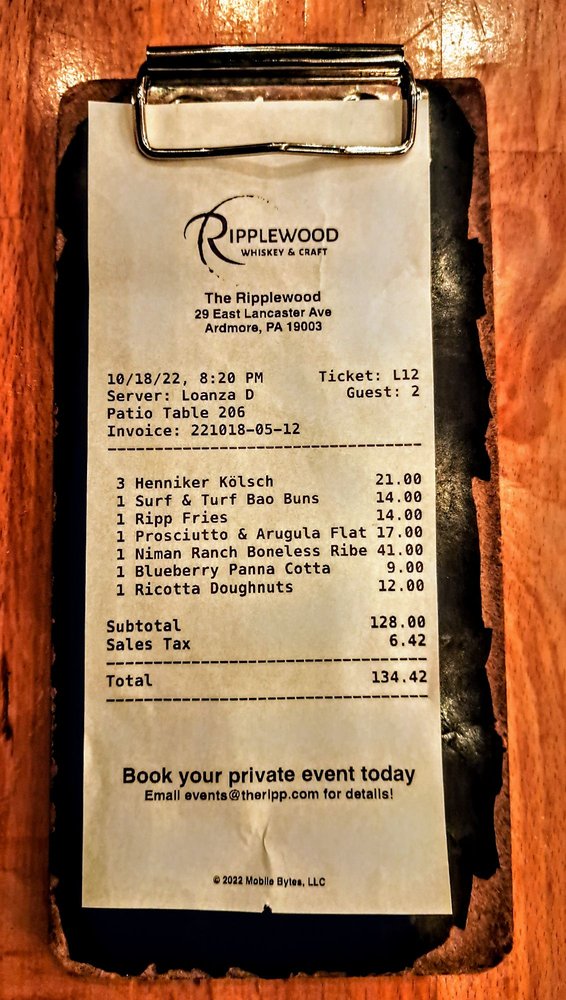 RIPPLEWOOD
WHISKEY & CRAFT
The Ripplewood
29 East Lancaster Ave
Ardmore, PA 19003
10/18/22, 8:20 PM Ticket: L12
Server: Loanza D Guest: 2
Patio Table 206
Invoice: 221018-05-12
3 Henniker Kölsch 21.00
1 Surf & Turf Bao Buns 14.00
1 Ripp Fries 14.00
1 Prosciutto & Arugula Flat 17.00
1 Niman Ranch Boneless Ribe 41.00
1 Blueberry Panna Cotta 9.00
1 Ricotta Doughnuts 12.00
Subtotal 128.00
Sales Tax 6.42
Total 134.42
Book your private event today
Email events@theripp.com for details!
© 2022 Mobile Bytes, LLC